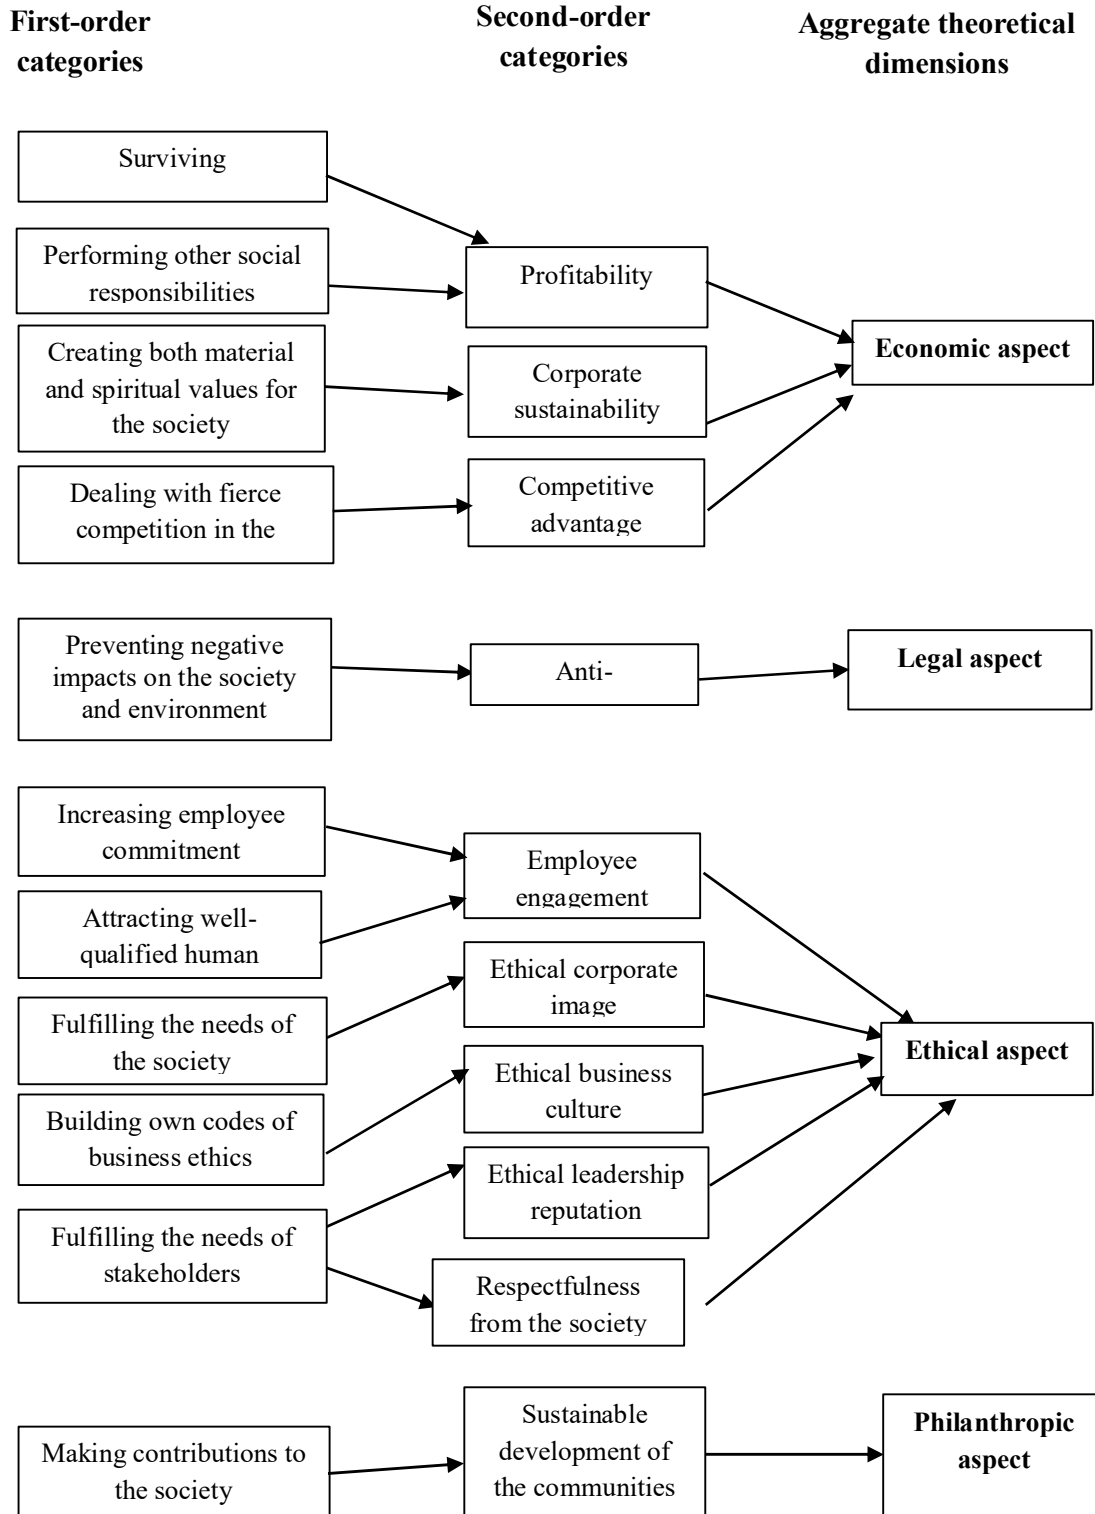 First-order
categories
Second-order
categories
Aggregate theoretical
dimensions
Surviving
Performing other social
responsibilities
Profitability
Creating both material
and spiritual values for
the society
Corporate
sustainability
Economic aspect
Dealing with fierce
competition in the
Competitive
advantage
Preventing negative
impacts on the society
and environment
Anti-
Legal aspect
Increasing employee
commitment
Employee
engagement
Attracting well-
qualified human
Ethical corporate
image
Fulfilling the needs of
the society
Ethical business
culture
Ethical aspect
Building own codes of
business ethics
Ethical leadership
reputation
Fulfilling the needs of
stakeholders
Respectfulness
from the society
Making contributions to
the society
Sustainable
development of
the communities
Philanthropic
aspect